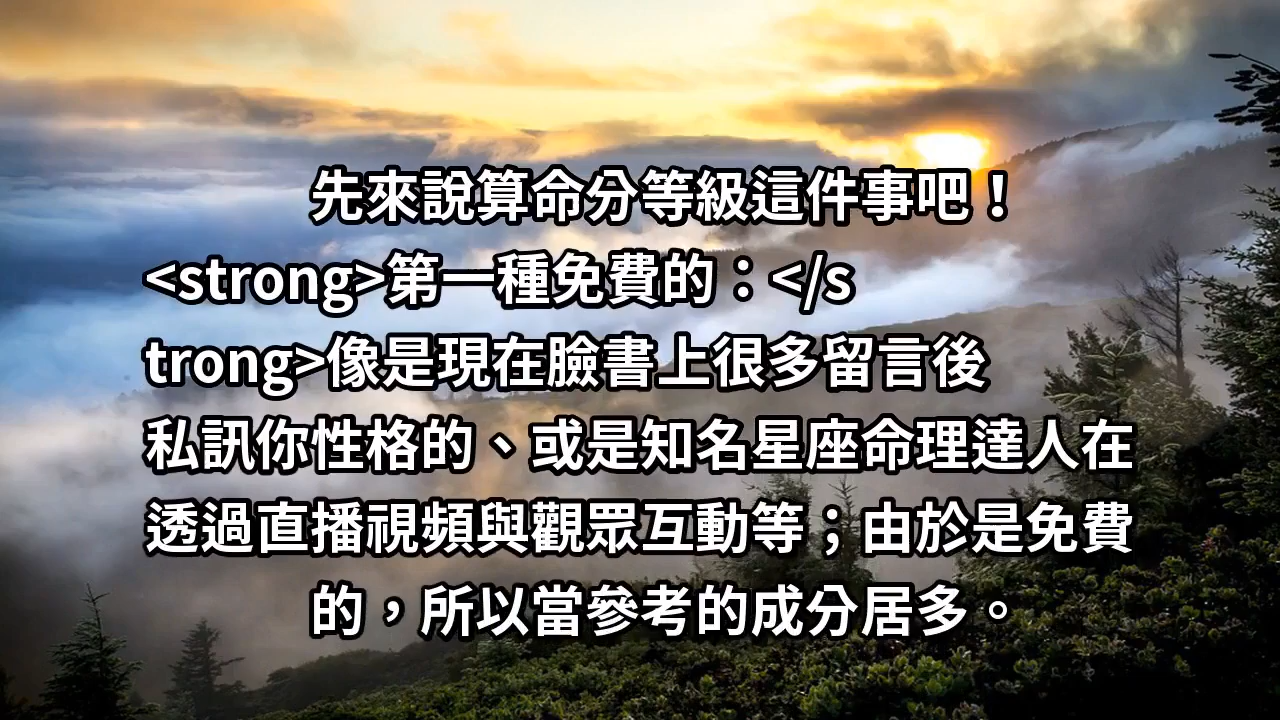 先來說算命分等級這件事吧！
<strong>第一種免費的：</s
trong>像是現在臉書上很多留言後
私訊你性格的、或是知名星座命理達人在
透過直播視頻與觀眾互動等；由於是免費
的，所以當參考的成分居多。